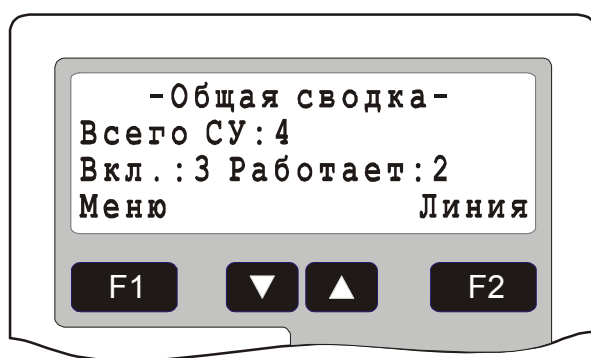 -Общая сводка-
Всего СУ:4
Вкл.:3 Работает:2
Меню Линия
F1 ▼ ▲ F2